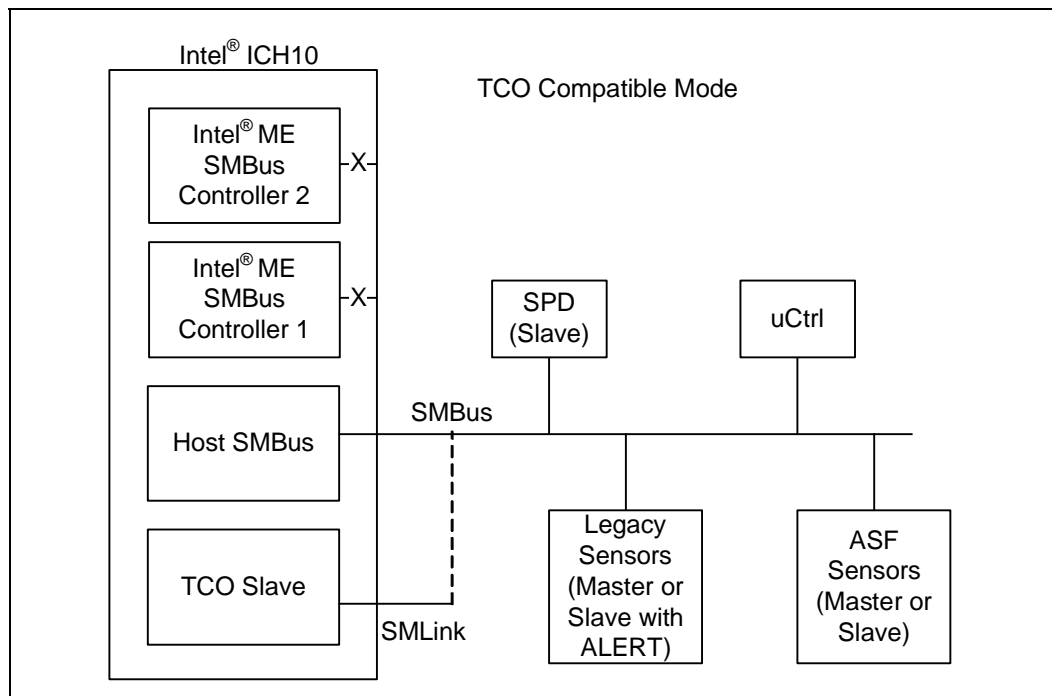 Intel® ICH10
TCO Compatible Mode
Intel® ME
SMBus
Controller 2
X
Intel® ME
SMBus
Controller 1
X
SPD
(Slave)
uCtrl
SMBus
Host SMBus
TCO Slave
SMLink
Legacy
Sensors
(Master or
Slave with
ALERT)
ASF
Sensors
(Master or
Slave)